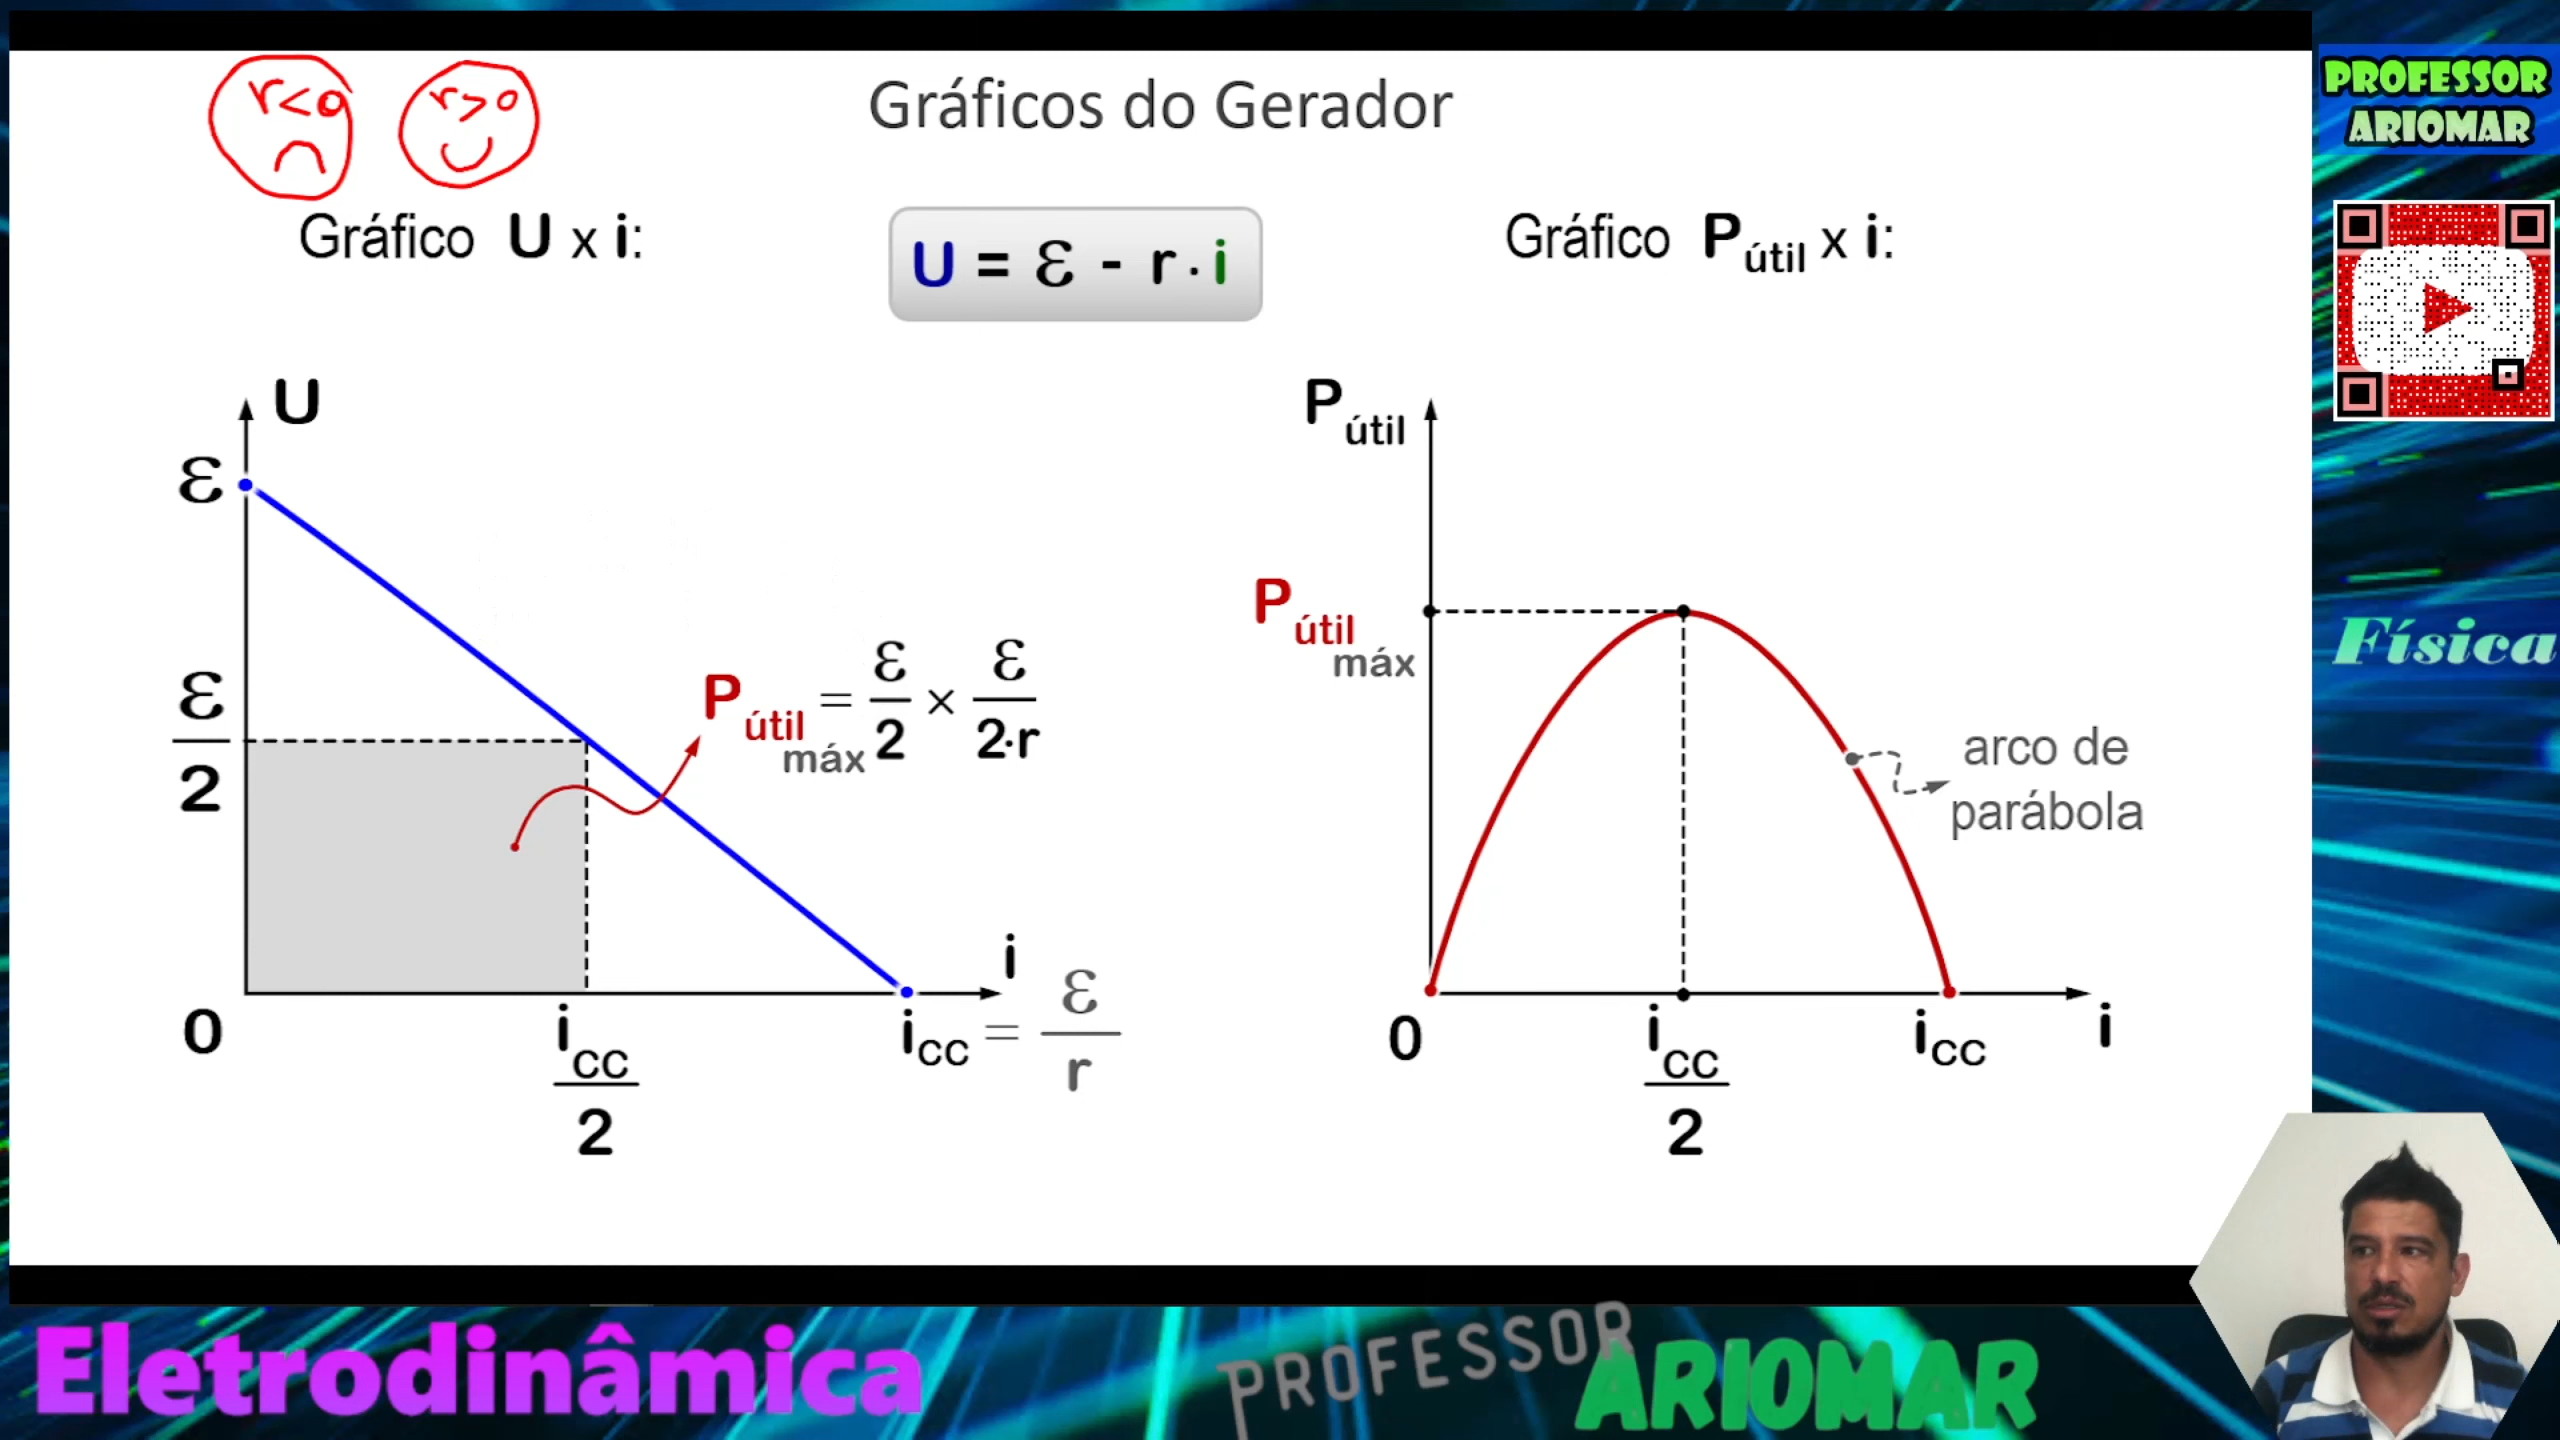 r<0
r>0
Gráficos do Gerador
PROFESSOR
ARIOMAR
Gráfico U x i:
U = ε - r · i
Gráfico P útil x i:
U
ε
ε
2
P útil máx = ε/2 × ε/2·r
0
i cc
2
i
i cc = ε/r
P útil
P útil máx
arco de
parábola
0
i cc
2
i cc
i
Física
Eletrodinâmica
PROFESSOR
ARIOMAR